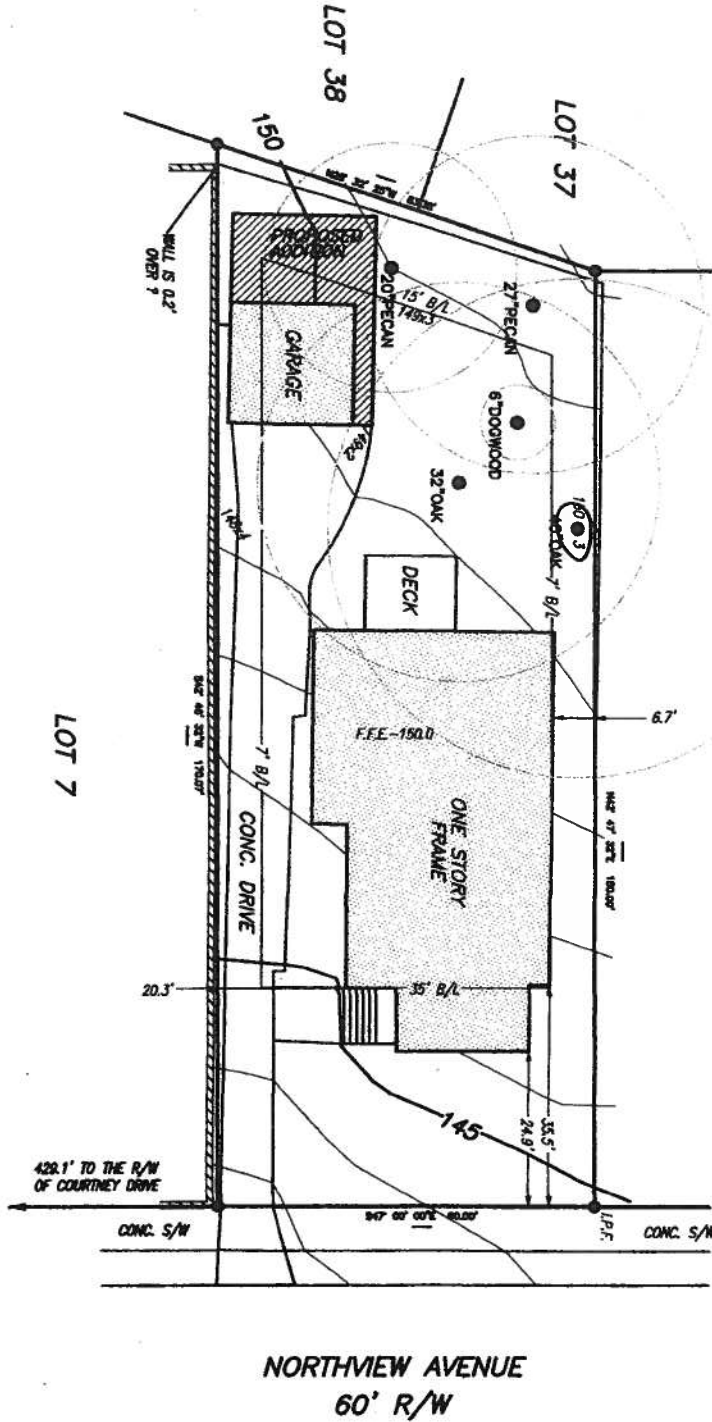 LOT 38
LOT 37
150
PROPOSED
ADDITION
20" PECAN
15' B/L
149x3
27" PECAN
WALL IS 0.2'
OVER ?
GARAGE
6" DOGWOOD
32" OAK
7' B/L
DECK
6.7'
F.F.E.-150.0
LOT 7
7' B/L
ONE STORY
FRAME
CONC. DRIVE
20.3'
35' B/L
145
35.5'
24.9'
429.1' TO THE R/W
OF COURTNEY DRIVE
CONC. S/W
I.P.F.
CONC. S/W
NORTHVIEW AVENUE
60' R/W